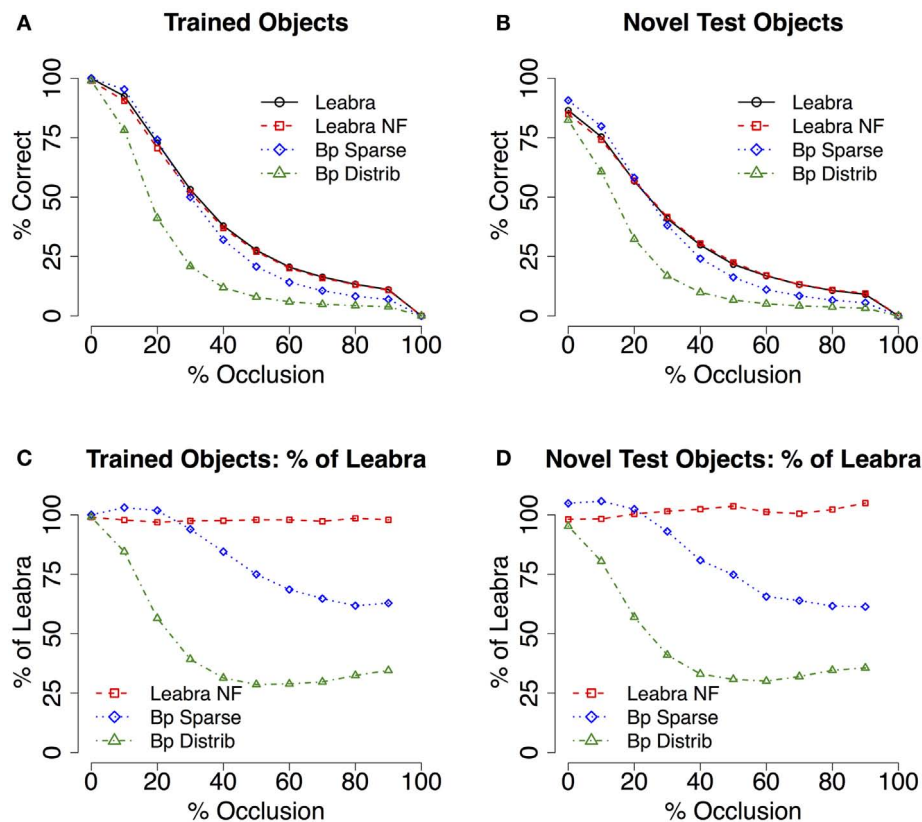 A
Trained Objects
% Correct
100
75
50
25
0
Leabra
Leabra NF
Bp Sparse
Bp Distrib
0 20 40 60 80 100
% Occlusion
B
Novel Test Objects
% Correct
100
75
50
25
0
Leabra
Leabra NF
Bp Sparse
Bp Distrib
0 20 40 60 80 100
% Occlusion
C
Trained Objects: % of Leabra
% of Leabra
100
75
50
25
0
Leabra NF
Bp Sparse
Bp Distrib
0 20 40 60 80 100
% Occlusion
D
Novel Test Objects: % of Leabra
% of Leabra
100
75
50
25
0
Leabra NF
Bp Sparse
Bp Distrib
0 20 40 60 80 100
% Occlusion